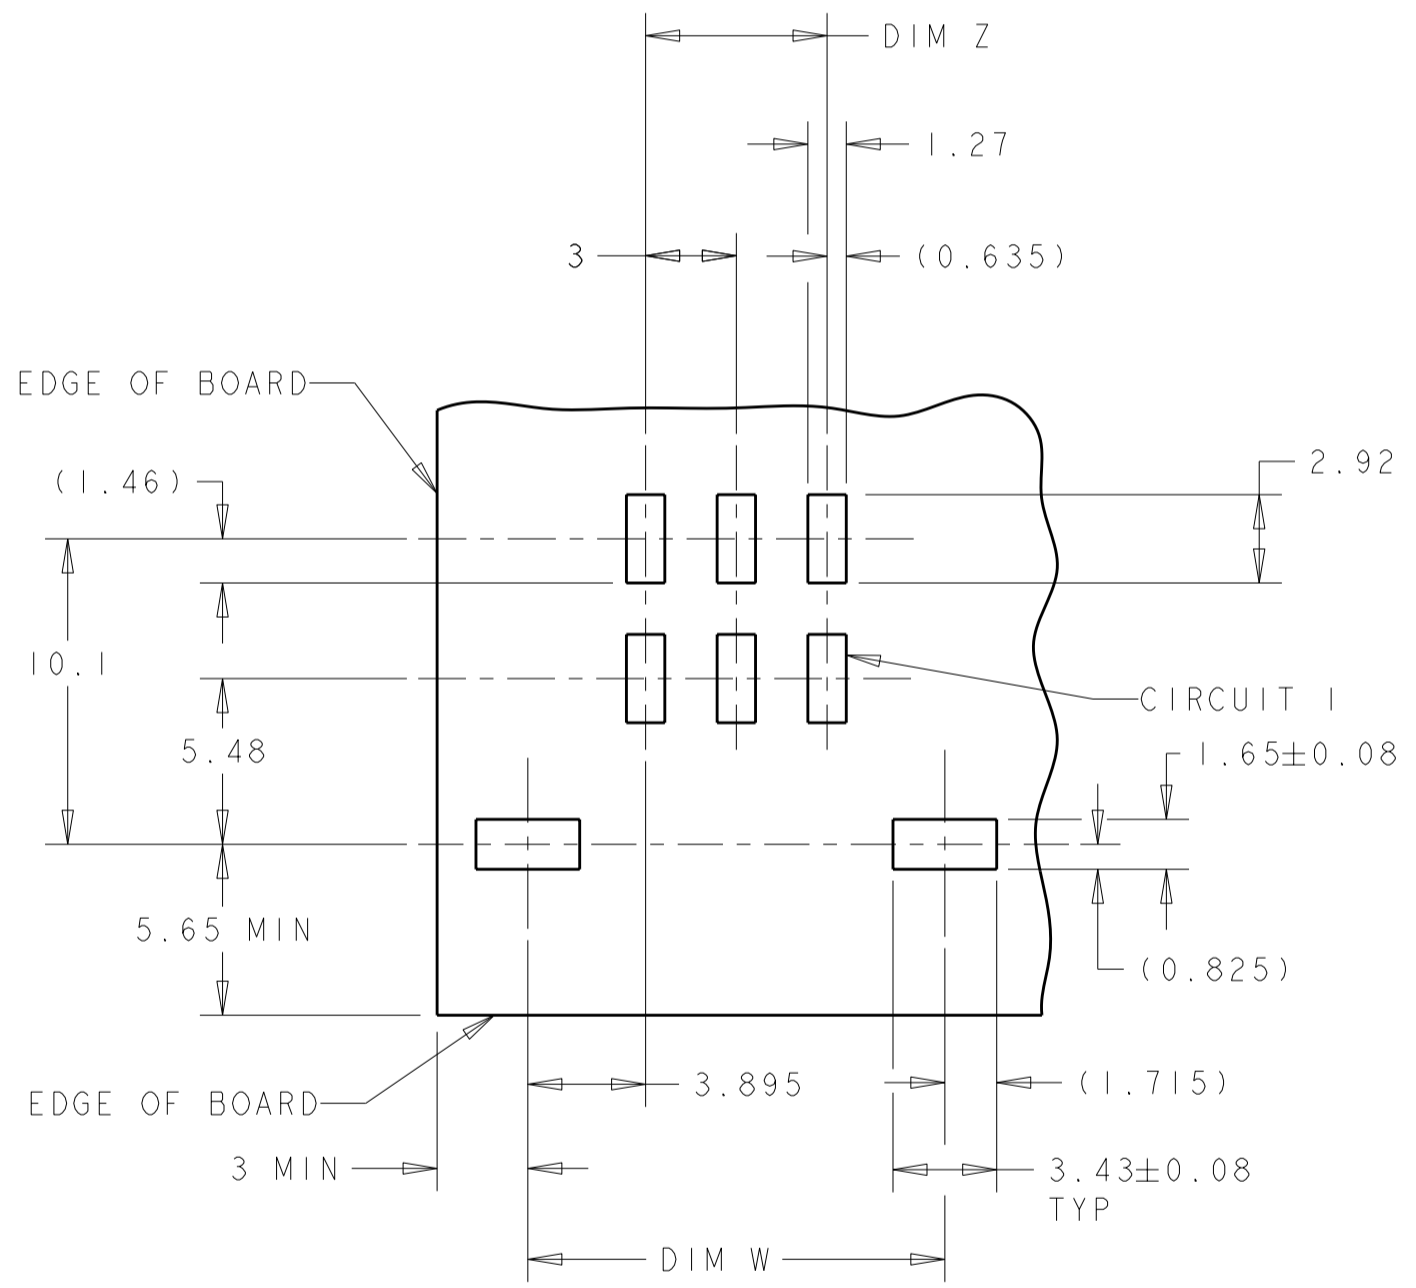 DIM Z
1.27
3
(0.635)
EDGE OF BOARD
(1.46)
2.92
10.1
CIRCUIT 1
5.48
1.65±0.08
5.65 MIN
(0.825)
3.895
(1.715)
EDGE OF BOARD
3 MIN
3.43±0.08
TYP
DIM W